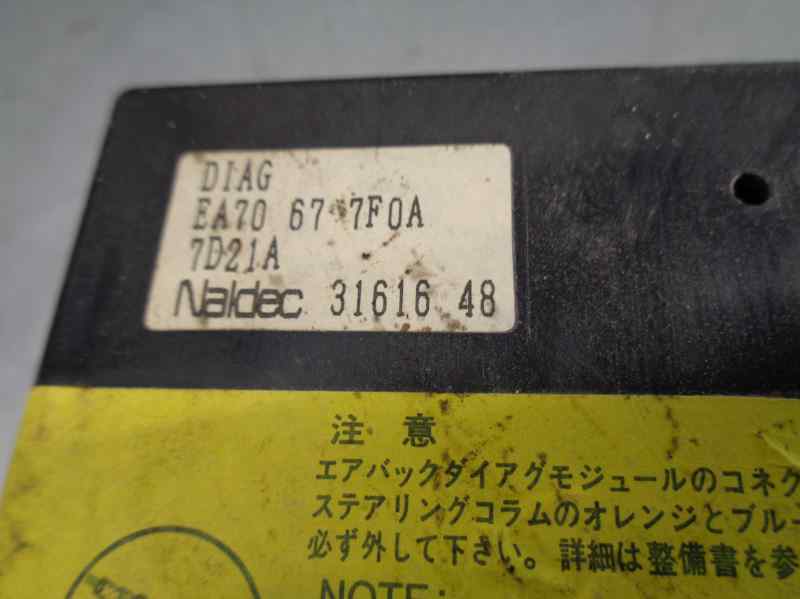 DIAG
EA70 67 7F0A
7D21A
Naldec 31616 48
注 意
エアバックダイアグモジュールのコネク
ステアリングコラムのオレンジとブルー
必ず外して下さい。詳細は整備書を参
NOTE: